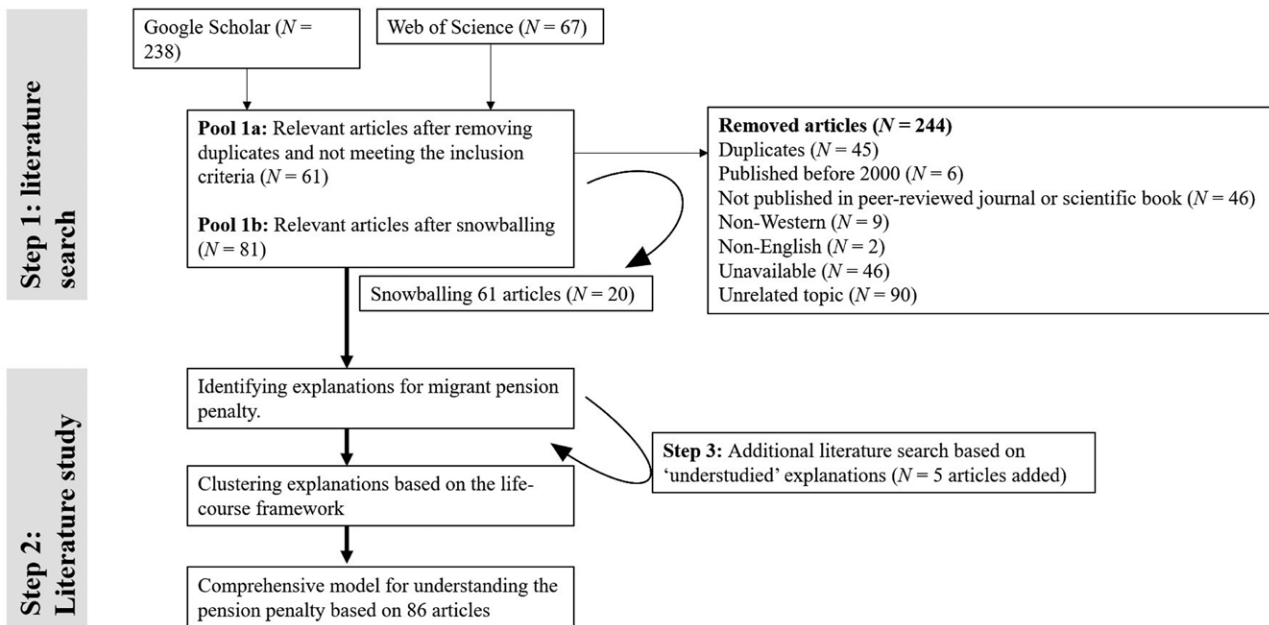 Step 1: literature
search
Google Scholar (N =
238)
Web of Science (N = 67)
Pool 1a: Relevant articles after removing
duplicates and not meeting the inclusion
criteria (N = 61)
Pool 1b: Relevant articles after snowballing
(N = 81)
Removed articles (N = 244)
Duplicates (N = 45)
Published before 2000 (N = 6)
Not published in peer-reviewed journal or scientific book (N = 46)
Non-Western (N = 9)
Non-English (N = 2)
Unavailable (N = 46)
Unrelated topic (N = 90)
Snowballing 61 articles (N = 20)
Step 2:
Literature study
Identifying explanations for migrant pension
penalty.
Step 3: Additional literature search based on
‘understudied’ explanations (N = 5 articles added)
Clustering explanations based on the life-
course framework
Comprehensive model for understanding the
pension penalty based on 86 articles